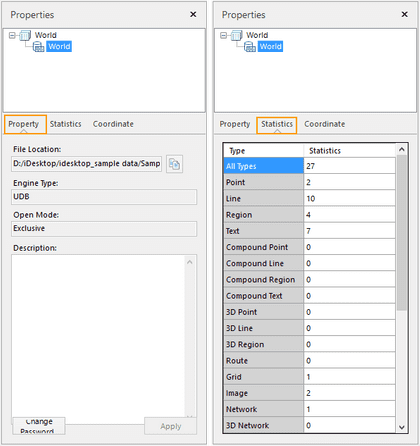 Properties
World
World
Property Statistics Coordinate
File Location:
D:/iDesktop/idesktop_sample data/Samp
Engine Type:
UDB
Open Mode:
Exclusive
Description:
Change
Password
Apply
Properties
World
World
Property Statistics Coordinate
Type Statistics
All Types 27
Point 2
Line 10
Region 4
Text 7
Compound Point 0
Compound Line 0
Compound Region 0
Compound Text 0
3D Point 0
3D Line 0
3D Region 0
Route 0
Grid 1
Image 2
Network 1
3D Network 0